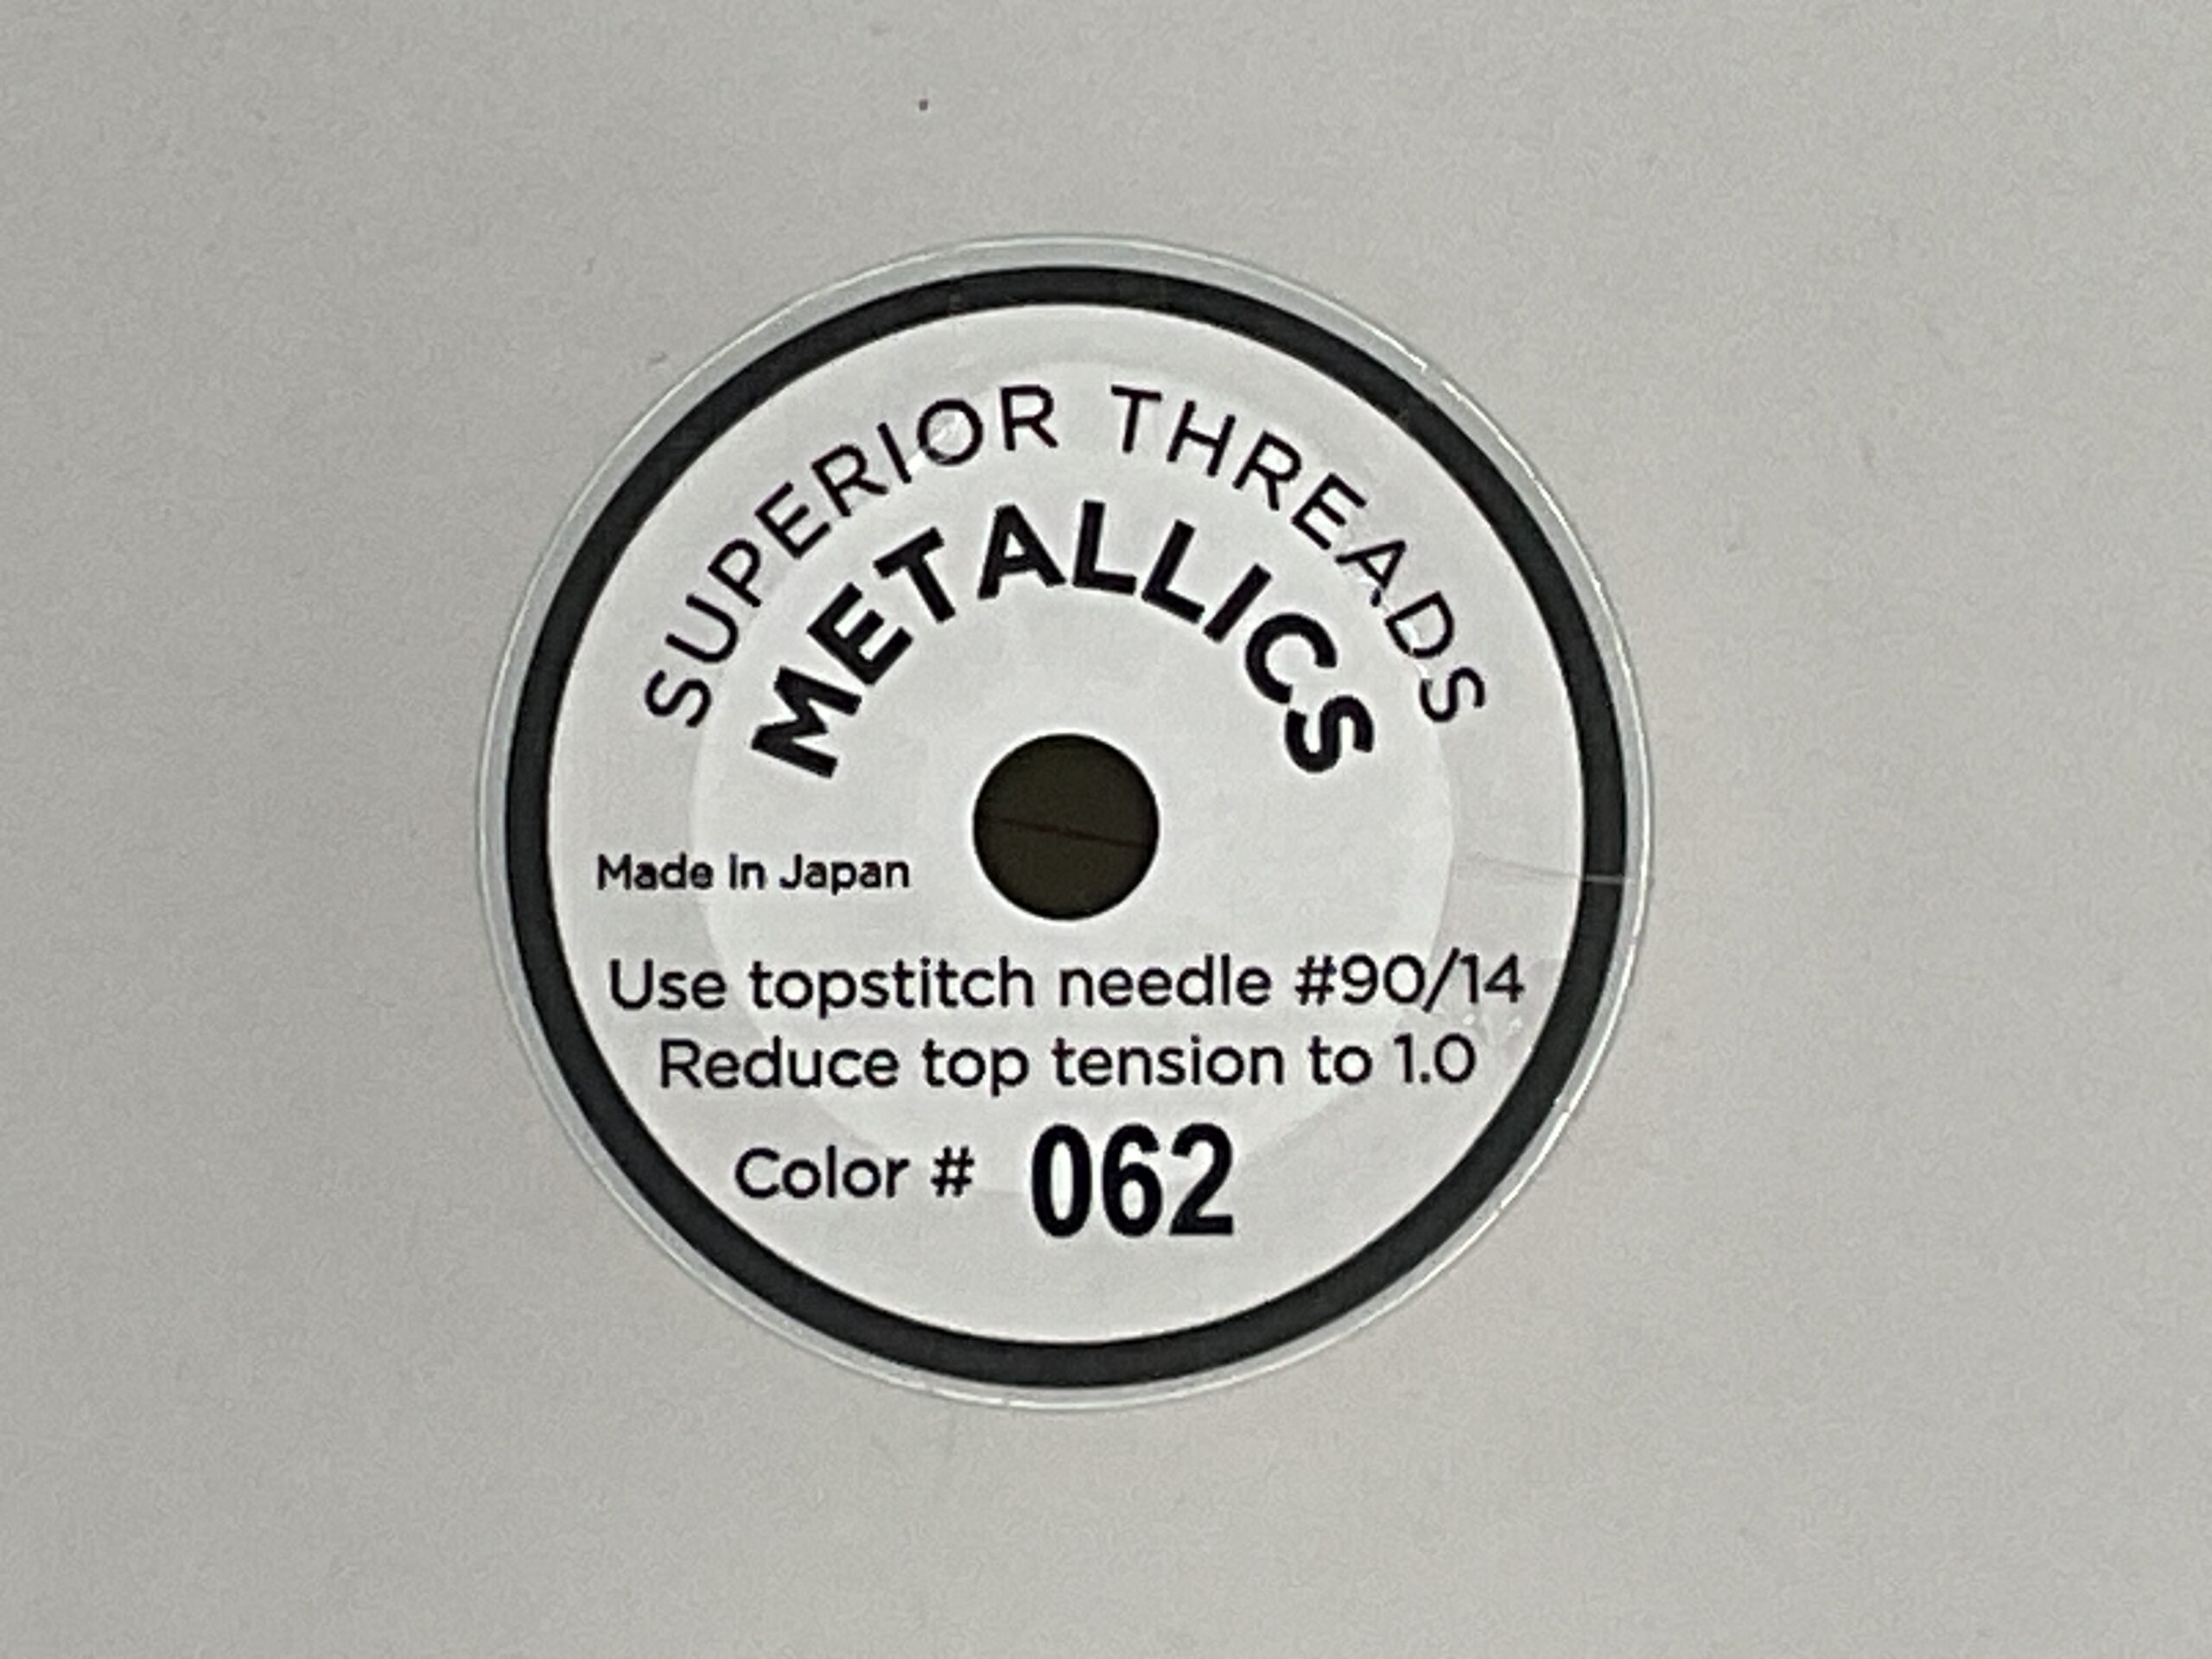 SUPERIOR THREADS
METALLICS
Made In Japan
Use topstitch needle #90/14
Reduce top tension to 1.0
Color # 062